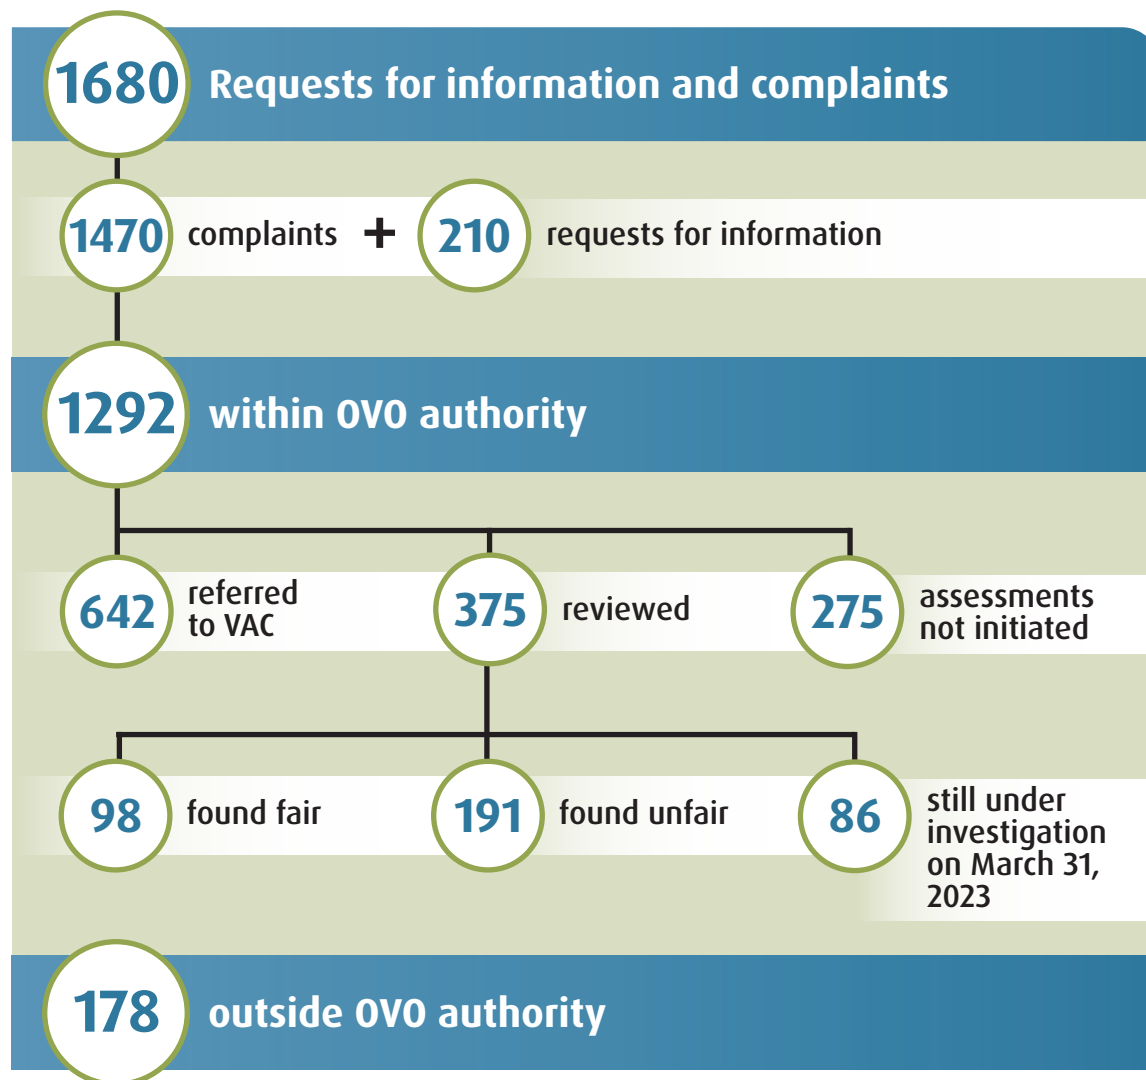 1680 Requests for information and complaints
1470 complaints + 210 requests for information
1292 within OVO authority
642 referred
to VAC
375 reviewed
275 assessments
not initiated
98 found fair
191 found unfair
86 still under
investigation
on March 31,
2023
178 outside OVO authority